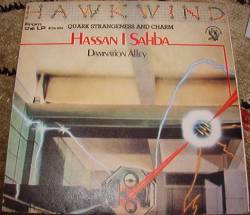 HAWKWIND
From the LP QUARK STRANGENESS AND CHARM
HASSAN I SAHBA
DAMNATION ALLEY